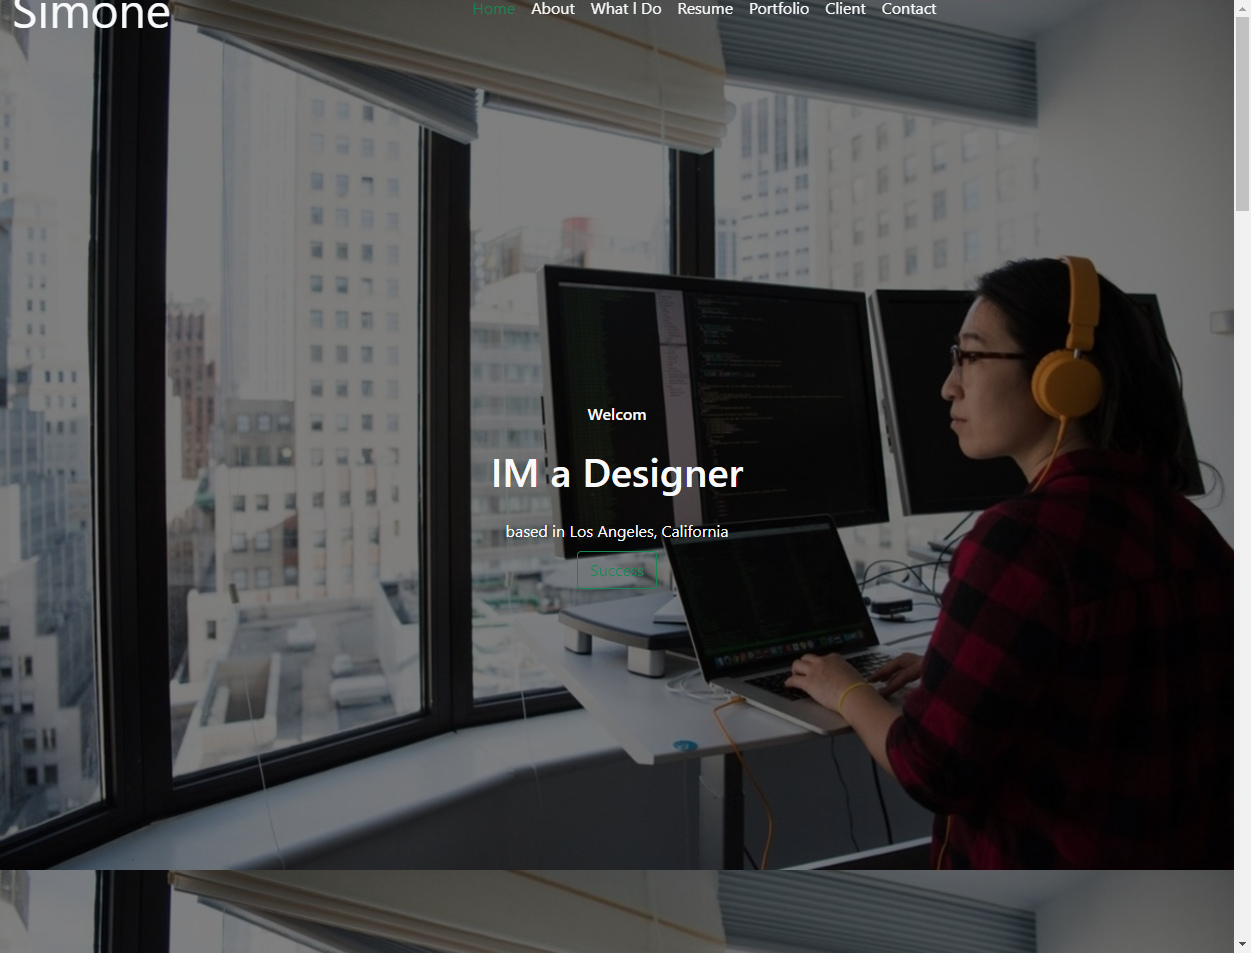 Simone
Home About What I Do Resume Portfolio Client Contact
Welcom
IM a Designer
based in Los Angeles, California
Success